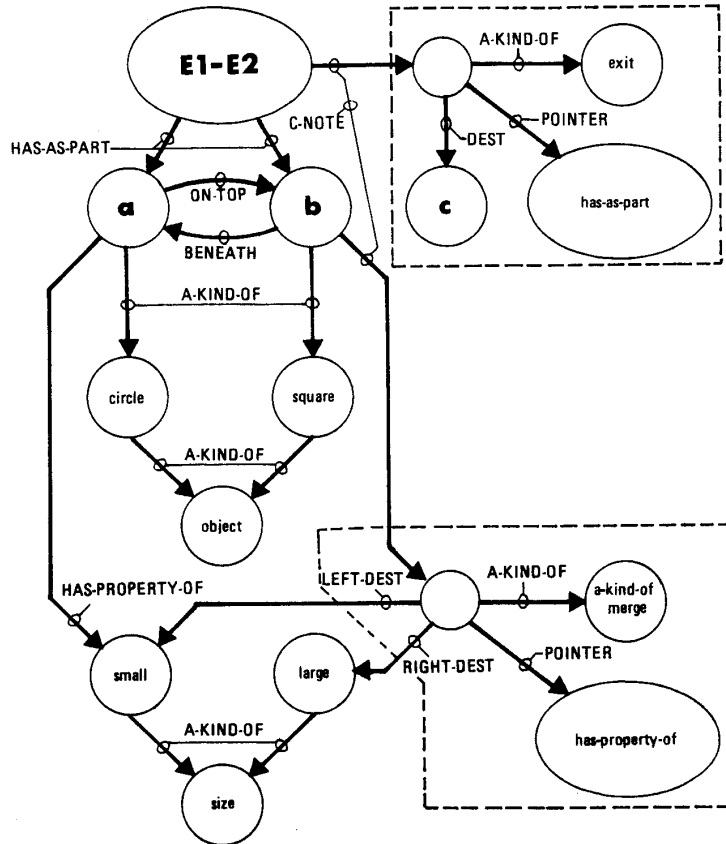 A-KIND-OF
E1-E2
exit
C-NOTE
POINTER
DEST
HAS-AS-PART
a
ON-TOP
b
c
has-as-part
BENEATH
A-KIND-OF
circle
square
A-KIND-OF
object
HAS-PROPERTY-OF
LEFT-DEST
A-KIND-OF
a-kind-of
merge
small
large
RIGHT-DEST
POINTER
A-KIND-OF
has-property-of
size